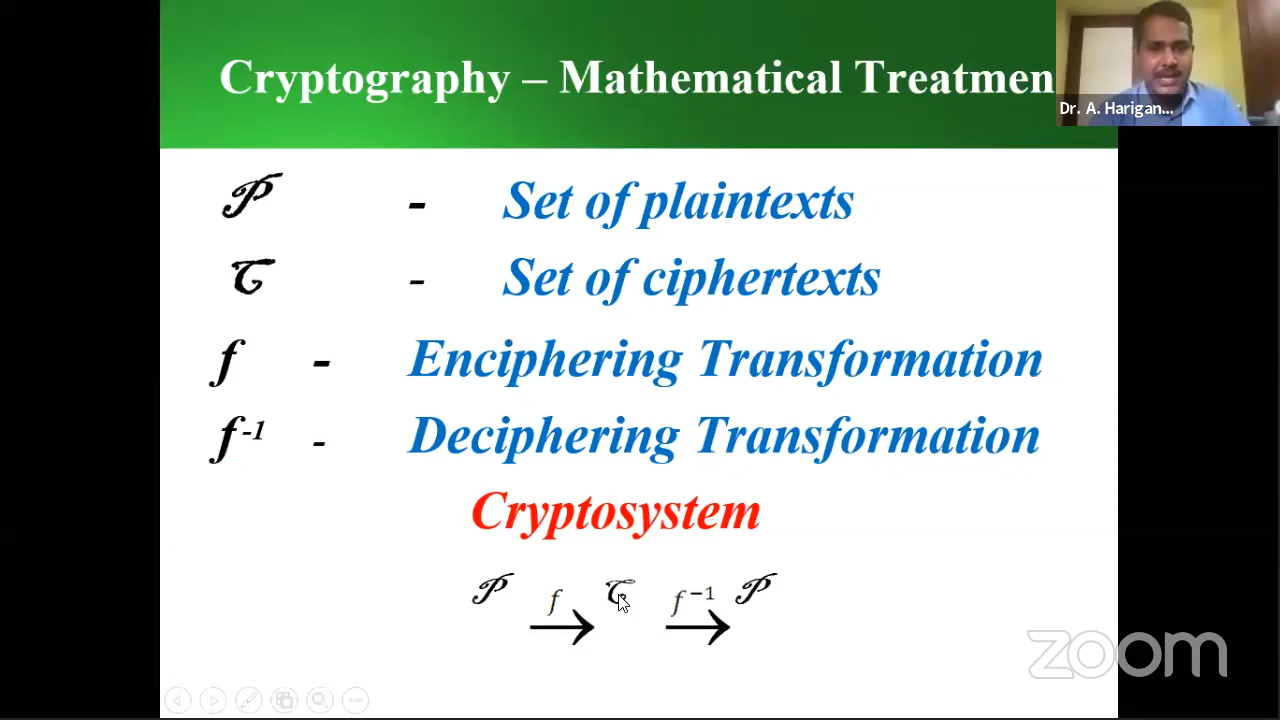 Cryptography – Mathematical Treatmen
Dr. A. Harigan...
𝒫 - Set of plaintexts
𝒞 - Set of ciphertexts
f - Enciphering Transformation
f⁻¹ - Deciphering Transformation
Cryptosystem
𝒫 f → 𝒞 f⁻¹ → 𝒫
zoom